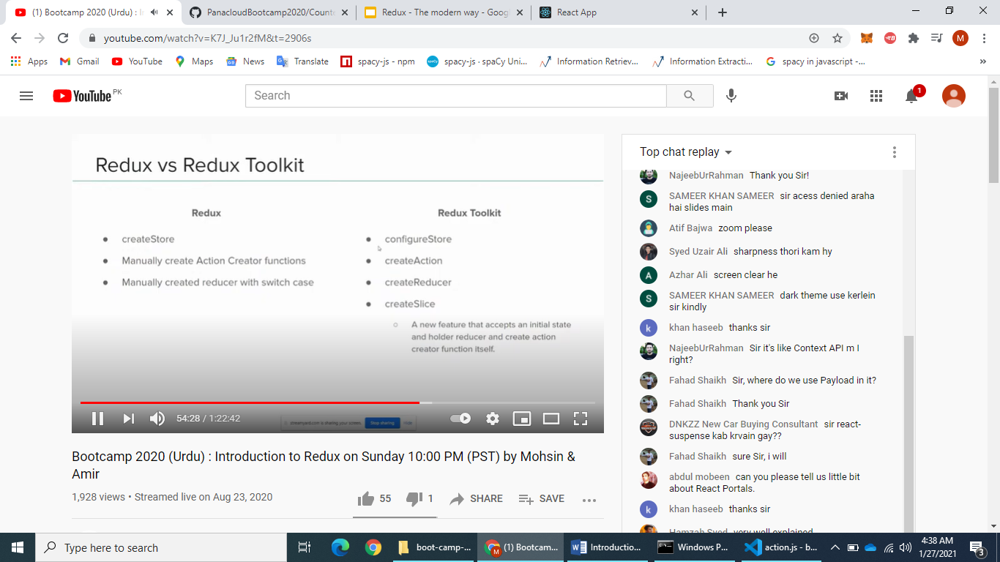 (1) Bootcamp 2020 (Urdu) : I
PanacloudBootcamp2020/Counte
Redux - The modern way - Goog
React App
youtube.com/watch?v=K7J_Ju1r2fM&t=2906s
M
Apps
Gmail
YouTube
Maps
News
Translate
spacy-js - npm
spacy-js · spaCy Uni...
Information Retriev...
Information Extracti...
spacy in javascript -...
»
YouTube PK
Search
1
Redux vs Redux Toolkit
Redux
createStore
Manually create Action Creator functions
Manually created reducer with switch case
Redux Toolkit
configureStore
createAction
createReducer
createSlice
A new feature that accepts an initial state
and holder reducer and create action
creator function itself.
54:28 / 1:22:42
streamyard.com is sharing your screen.
Stop sharing
Hide
Bootcamp 2020 (Urdu) : Introduction to Redux on Sunday 10:00 PM (PST) by Mohsin &
Amir
1,928 views • Streamed live on Aug 23, 2020
55
1
SHARE
SAVE
Top chat replay
NajeebUrRahman Thank you Sir!
S
SAMEER KHAN SAMEER sir acess denied araha
hai slides main
Atif Bajwa zoom please
Syed Uzair Ali sharpness thori kam hy
A
Azhar Ali screen clear he
S
SAMEER KHAN SAMEER dark theme use kerlein
sir kindly
k
khan haseeb thanks sir
NajeebUrRahman Sir it's like Context API m I
right?
Fahad Shaikh Sir, where do we use Payload in it?
Fahad Shaikh Thank you Sir
DNKZZ New Car Buying Consultant sir react-
suspense kab krvain gay??
Fahad Shaikh sure Sir, i will
abdul mobeen can you please tell us little bit
about React Portals.
k
khan haseeb thanks sir
Hamzah Syed very well explained
Type here to search
boot-camp-...
(1) Bootcam...
Introductio...
Windows P...
action.js - b...
4:38 AM
1/27/2021
3